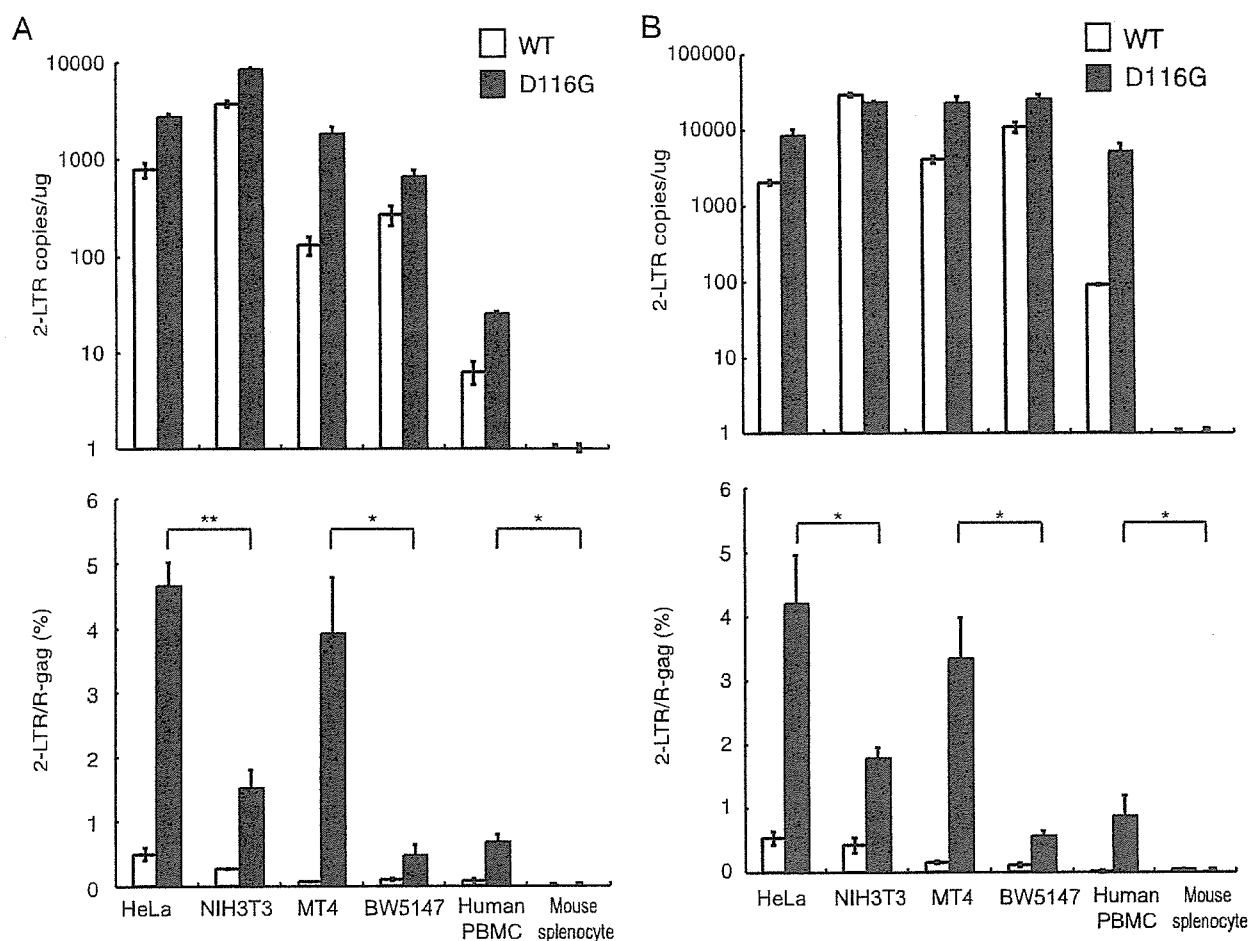 A
WT
D116G
10000
1000
100
10
1
2-LTR copies/ug
B
WT
D116G
100000
10000
1000
100
10
1
2-LTR copies/ug
6
5
4
3
2
1
0
2-LTR/R-gag (%)
**
*
*
HeLa
NIH3T3
MT4
BW5147
Human
PBMC
Mouse
splenocyte
6
5
4
3
2
1
0
2-LTR/R-gag (%)
*
*
*
HeLa
NIH3T3
MT4
BW5147
Human
PBMC
Mouse
splenocyte